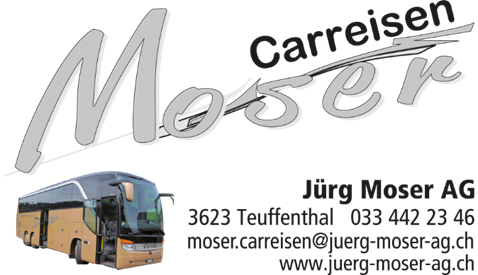 Carreisen
Moser
Jürg Moser AG
3623 Teuffenthal 033 442 23 46
moser.carreisen@juerg-moser-ag.ch
www.juerg-moser-ag.ch